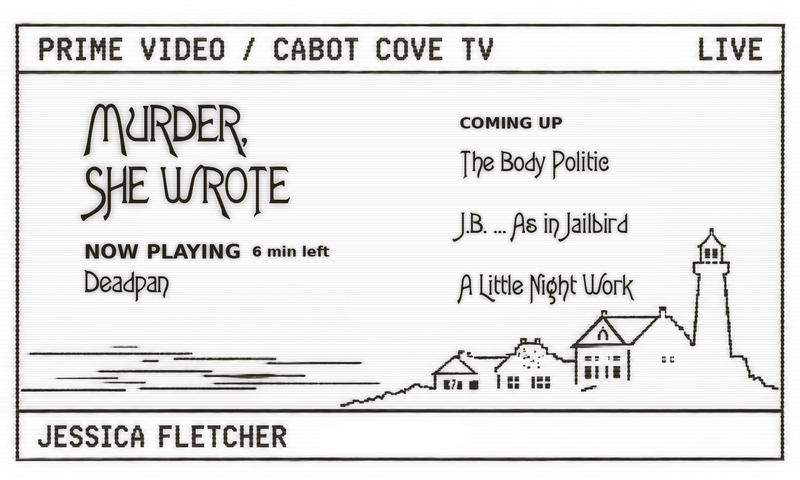 PRIME VIDEO / CABOT COVE TV LIVE
MURDER,
SHE WROTE
NOW PLAYING 6 min left
Deadpan
COMING UP
The Body Politic
J.B. ... As in Jailbird
A Little Night Work
JESSICA FLETCHER